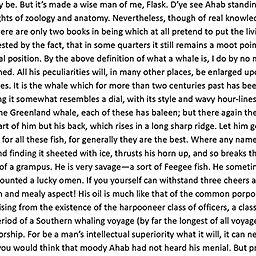 y be. But it's made a wise man of me, Flask. D'ye see Ahab standin
ghts of zoology and anatomy. Nevertheless, though of real knowled
ere are only two books in being which at all pretend to put the livi
ested by the fact, that in some quarters it still remains a moot poin
al position. By the above definition of what a whale is, I do by no m
ned. All his peculiarities will, in many other places, be enlarged upo
es. It is the whale which for more than two centuries past has bee
ng it somewhat resembles a dial, with its style and wavy hour-lines
he Greenland whale, each of these has baleen; but there again the
art of him but his back, which rises in a long sharp ridge. Let him g
 for all these fish, for generally they are the best. Where any name
nd finding it sheeted with ice, thrusts his horn up, and so breaks th
of a grampus. He is very savage—a sort of Feegee fish. He sometin
ounted a lucky omen. If you yourself can withstand three cheers a
n and mealy aspect! His oil is much like that of the common porpo
ising from the existence of the harpooneer class of officers, a class
eriod of a Southern whaling voyage (by far the longest of all voyage
orship. For be a man's intellectual superiority what it will, it can ne
you would think that moody Ahab had not heard his menial. But pr